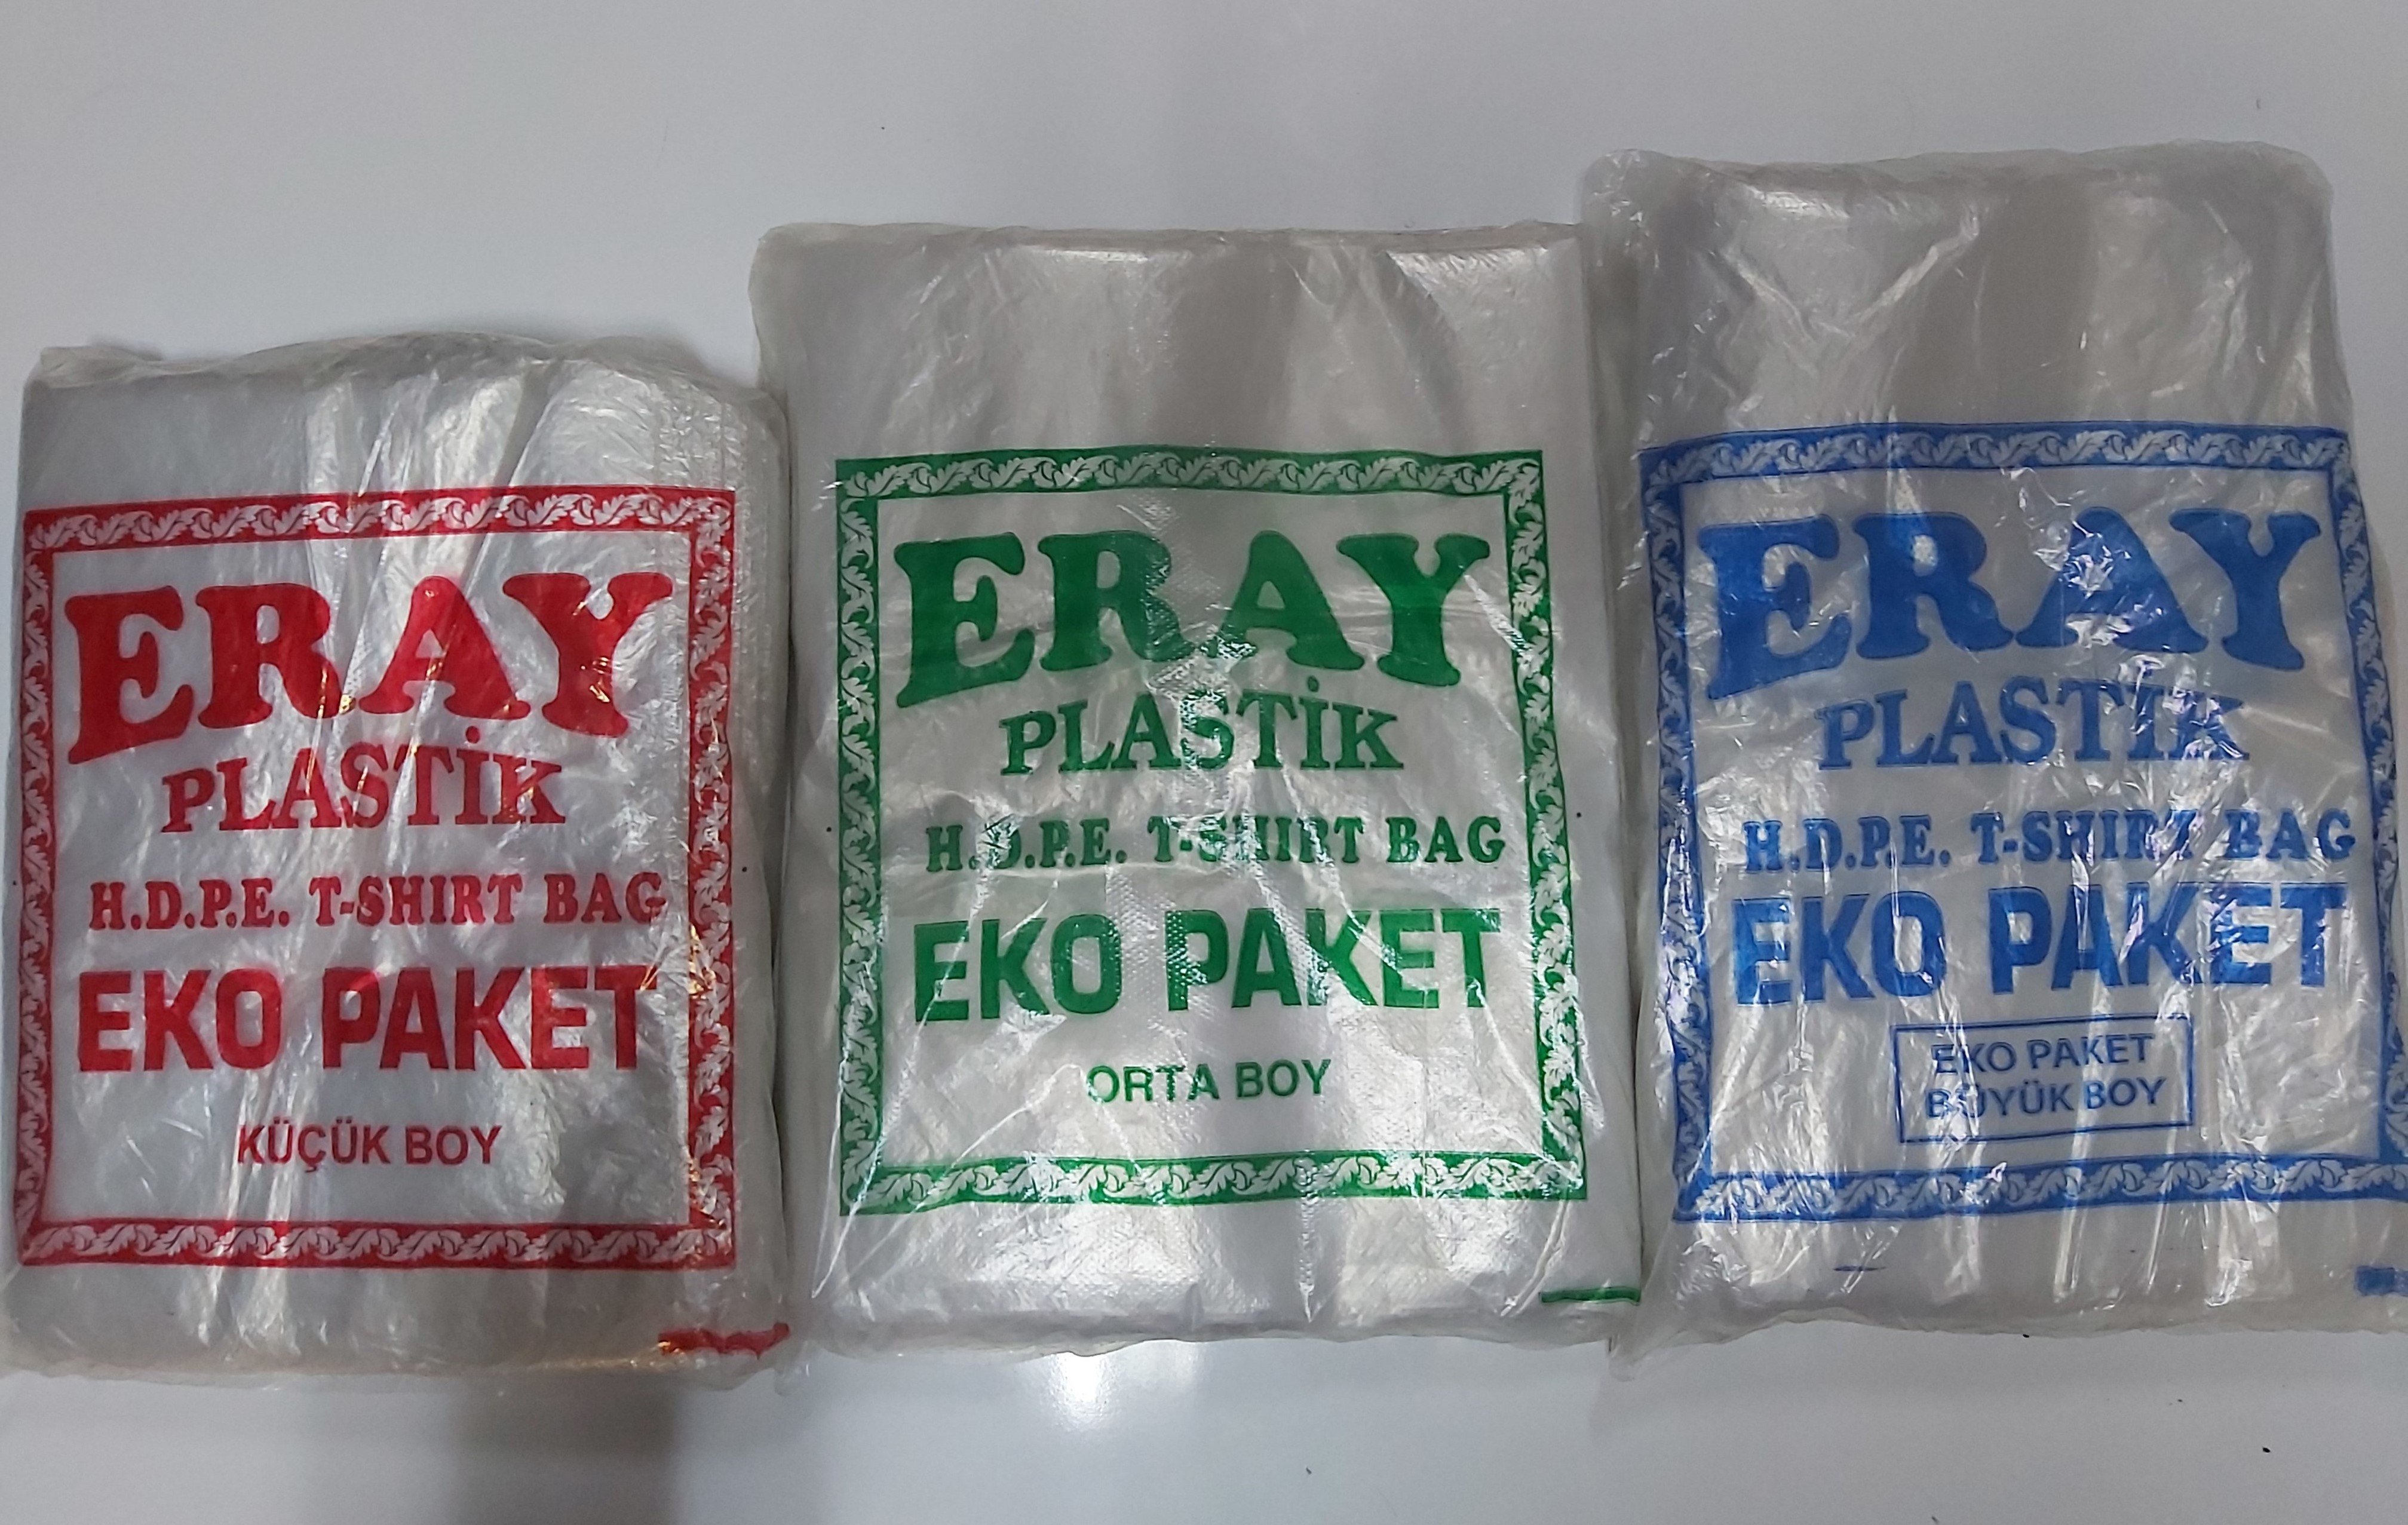 ERAY
PLASTİK
H.D.P.E. T-SHIRT BAG
EKO PAKET
KÜÇÜK BOY
ERAY
PLASTİK
H.D.P.E. T-SHIRT BAG
EKO PAKET
ORTA BOY
ERAY
PLASTİK
H.D.P.E. T-SHIRT BAG
EKO PAKET
EKO PAKET
BÜYÜK BOY